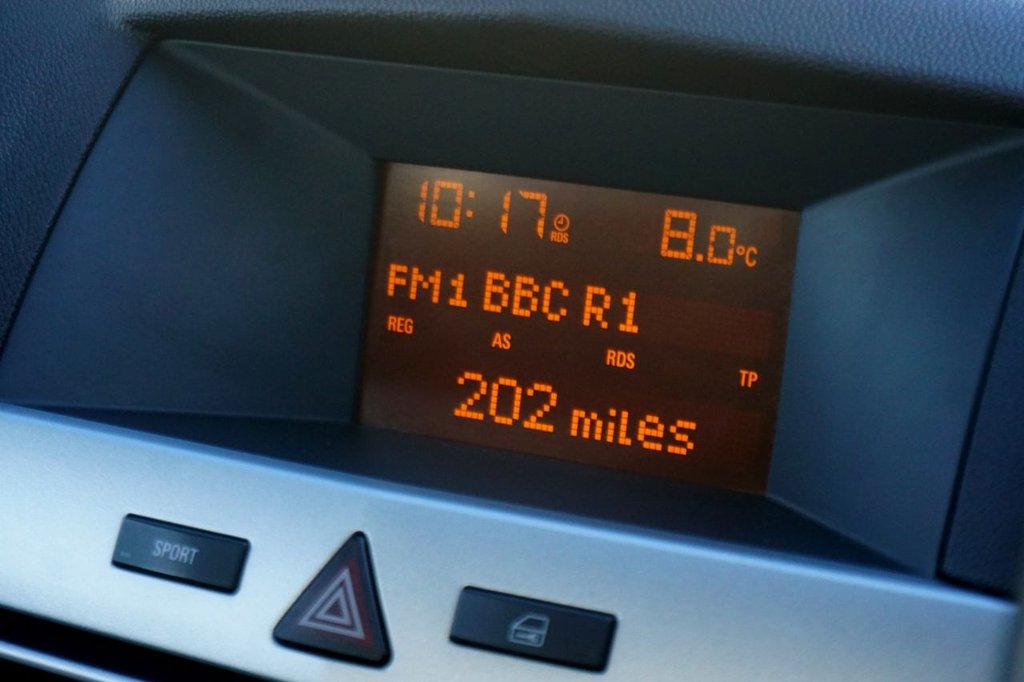 10:17 RDS 8.0°C
FM1 BBC R1
REG AS RDS TP
202 miles
SPORT